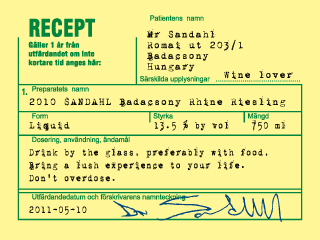 RECEPT
Gäller 1 år från
utfärdandet om inte
kortare tid anges här:
Patientens namn
Mr Sandahl
Romai ut 203/1
Badacsony
Hungary
Särskilda upplysningar
Wine lover
1. Preparatets namn
2010 SANDAHL Badacsony Rhine Riesling
Form Styrka Mängd
Liquid 13.5 % by vol 750 ml
Dosering, användning, ändamål
Drink by the glass, preferably with food.
Bring a lush experience to your life.
Don't overdose.
Utfärdandedatum och förskrivarens namnteckning
2011-05-10